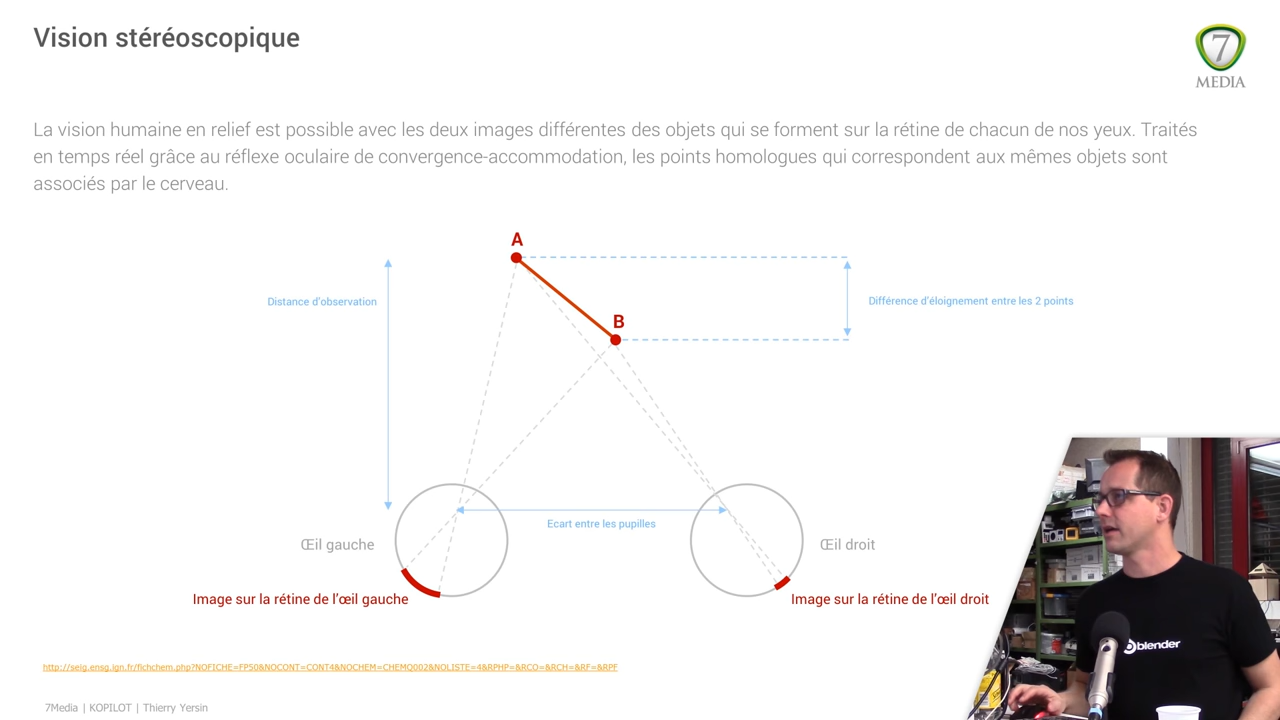 Vision stéréoscopique
7
MEDIA
La vision humaine en relief est possible avec les deux images différentes des objets qui se forment sur la rétine de chacun de nos yeux. Traités
en temps réel grâce au réflexe oculaire de convergence-accommodation, les points homologues qui correspondent aux mêmes objets sont
associés par le cerveau.
A
Distance d'observation
Différence d'éloignement entre les 2 points
B
Ecart entre les pupilles
Œil gauche
Œil droit
Image sur la rétine de l'œil gauche
Image sur la rétine de l'œil droit
blender
http://seig.ensg.ign.fr/fichchem.php?NOFICHE=FP50&NOCONT=CONT4&NOCHEM=CHEMQ002&NOLISTE=4&RPHP=&RCO=&RCH=&RF=&RPF
7Media | KOPILOT | Thierry Yersin